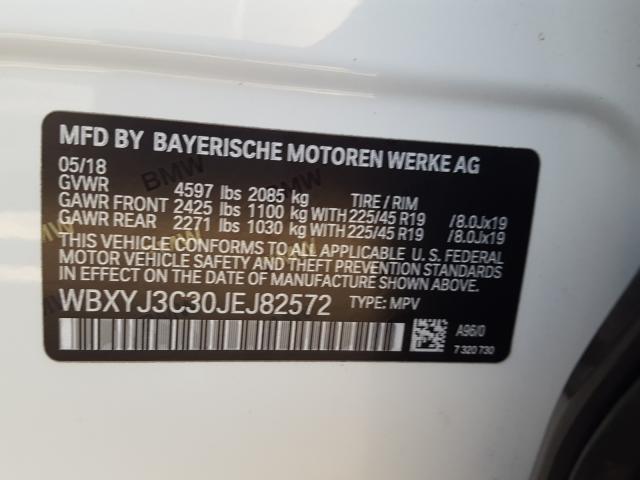 MFD BY BAYERISCHE MOTOREN WERKE AG
05/18
GVWR 4597 lbs 2085 kg TIRE / RIM
GAWR FRONT 2425 lbs 1100 kg WITH 225/45 R19 /8.0Jx19
GAWR REAR 2271 lbs 1030 kg WITH 225/45 R19 /8.0Jx19
THIS VEHICLE CONFORMS TO ALL APPLICABLE U. S. FEDERAL
MOTOR VEHICLE SAFETY AND THEFT PREVENTION STANDARDS
IN EFFECT ON THE DATE OF MANUFACTURE SHOWN ABOVE.
WBXYJ3C30JEJ82572 TYPE: MPV
A96/0
7 320 730
BMW
BMW
BMW